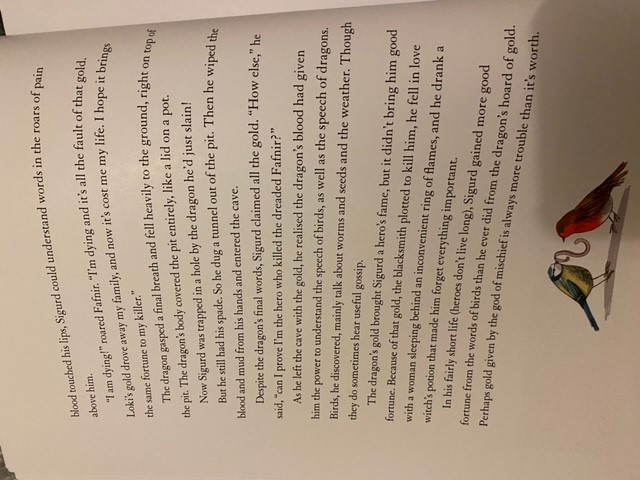 blood touched his lips, Sigurd could understand words in the roars of pain
above him.
"I am dying!" roared Fafnir. "I'm dying and it's all the fault of that gold.
Loki's gold drove away my family, and now it's cost me my life. I hope it brings
the same fortune to my killer."
The dragon gasped a final breath and fell heavily to the ground, right on top of
the pit. The dragon's body covered the pit entirely, like a lid on a pot.
Now Sigurd was trapped in a hole by the dragon he'd just slain!
But he still had his spade. So he dug a tunnel out of the pit. Then he wiped the
blood and mud from his hands and entered the cave.
Despite the dragon's final words, Sigurd claimed all the gold. "How else," he
said, "can I prove I'm the hero who killed the dreaded Fafnir?"
As he left the cave with the gold, he realised the dragon's blood had given
him the power to understand the speech of birds, as well as the speech of dragons.
Birds, he discovered, mainly talk about worms and seeds and the weather. Though
they do sometimes hear useful gossip.
The dragon's gold brought Sigurd a hero's fame, but it didn't bring him good
fortune. Because of that gold, the blacksmith plotted to kill him, he fell in love
with a woman sleeping behind an inconvenient ring of flames, and he drank a
witch's potion that made him forget everything important.
In his fairly short life (heroes don't live long), Sigurd gained more good
fortune from the words of birds than he ever did from the dragon's hoard of gold.
Perhaps gold given by the god of mischief is always more trouble than it's worth.